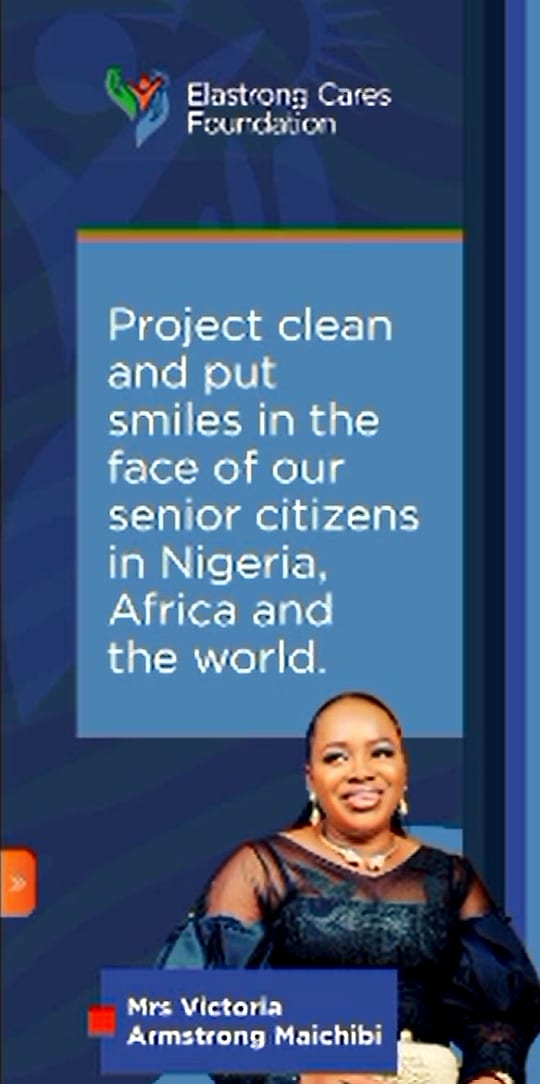 Elastrong Cares
Foundation
Project clean
and put
smiles in the
face of our
senior citizens
in Nigeria,
Africa and
the world.
Mrs Victoria
Armstrong Maichibi